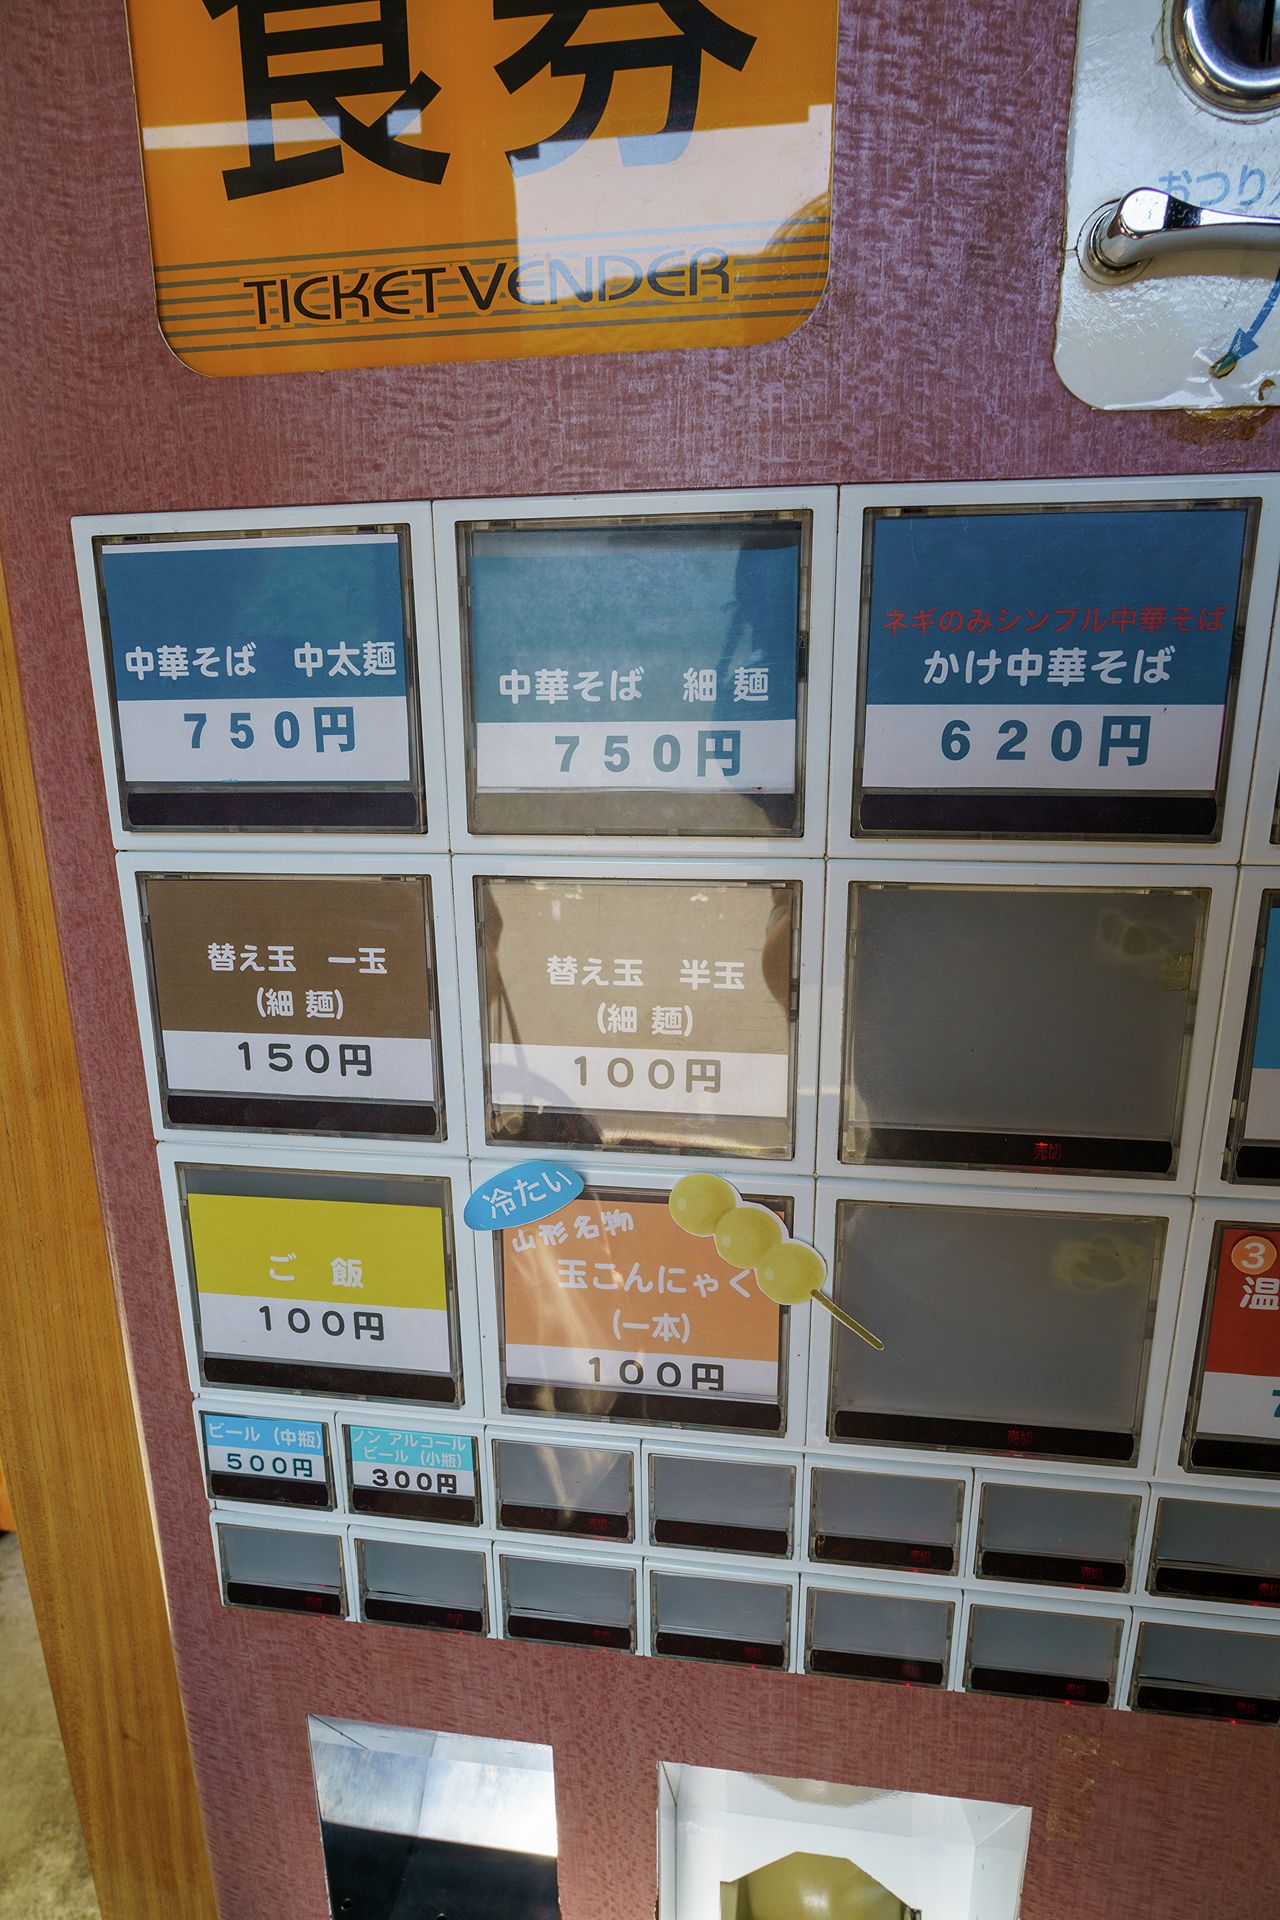 食券
TICKET VENDER
おつり
中華そば 中太麺
750円
中華そば 細麺
750円
ネギのみシンプル中華そば
かけ中華そば
620円
替え玉 一玉
(細麺)
150円
替え玉 半玉
(細麺)
100円
売切
ご飯
100円
冷たい
山形名物
玉こんにゃく
(一本)
100円
売切
3
温
ビール (中瓶)
500円
ノンアルコール
ビール (小瓶)
300円
売切
売切
売切
売切
売切
売切
売切
売切
売切
売切
売切